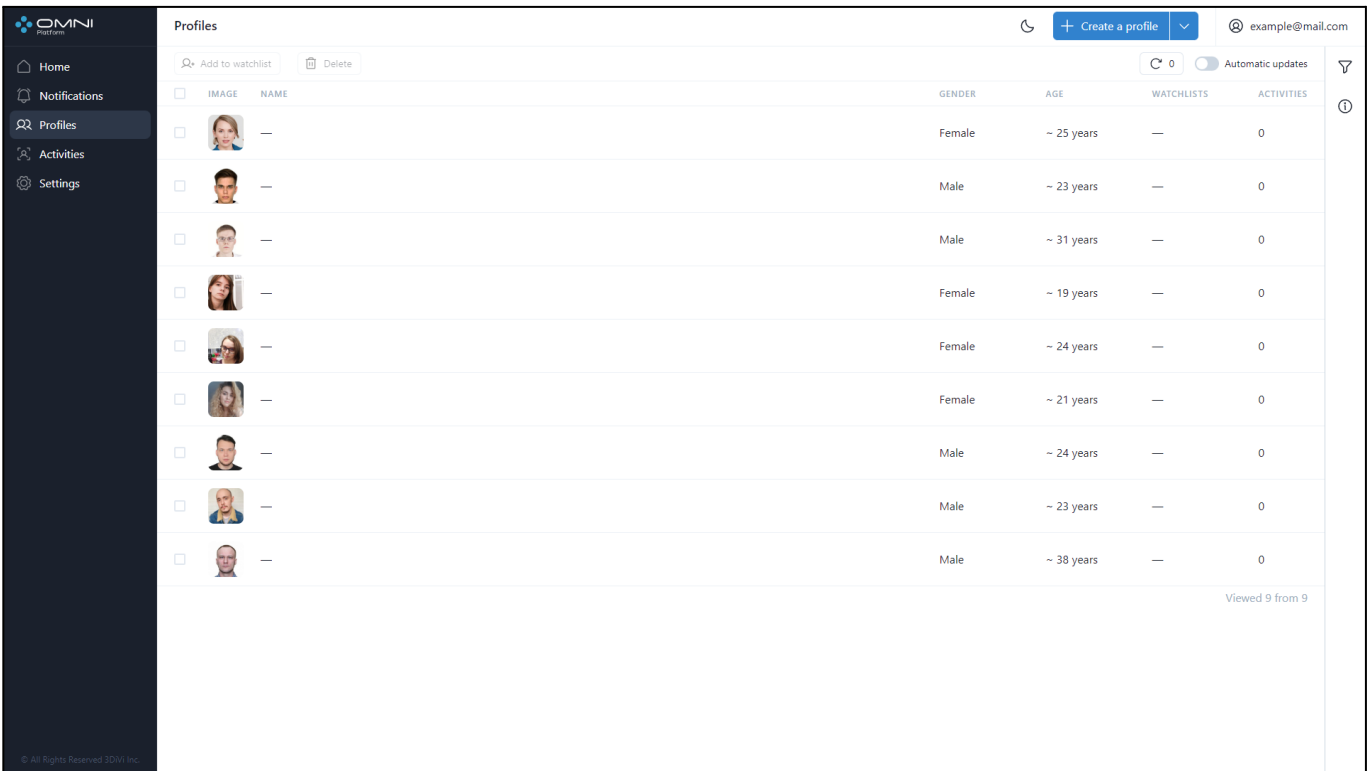 OMNI
Platform
Profiles
Create a profile
example@mail.com
Home
Notifications
Profiles
Activities
Settings
Add to watchlist
Delete
0
Automatic updates
IMAGE NAME GENDER AGE WATCHLISTS ACTIVITIES
— Female ~ 25 years — 0
— Male ~ 23 years — 0
— Male ~ 31 years — 0
— Female ~ 19 years — 0
— Female ~ 24 years — 0
— Female ~ 21 years — 0
— Male ~ 24 years — 0
— Male ~ 23 years — 0
— Male ~ 38 years — 0
Viewed 9 from 9
© All Rights Reserved 3DiVi Inc.